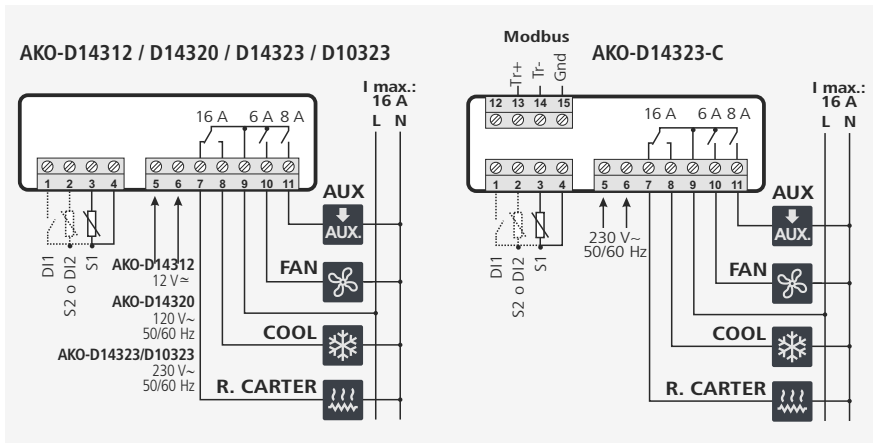 AKO-D14312 / D14320 / D14323 / D10323
I max.:
16 A
L N
16 A 6 A 8 A
1 2 3 4 5 6 7 8 9 10 11
DI1
S2 o DI2
S1
AKO-D14312
12 V≂
AKO-D14320
120 V~
50/60 Hz
AKO-D14323/D10323
230 V~
50/60 Hz
AUX
AUX.
FAN
COOL
R. CARTER
Modbus
AKO-D14323-C
Tr+
Tr-
Gnd
12 13 14 15
I max.:
16 A
L N
16 A 6 A 8 A
1 2 3 4 5 6 7 8 9 10 11
DI1
S2 o DI2
S1
230 V~
50/60 Hz
AUX
AUX.
FAN
COOL
R. CARTER